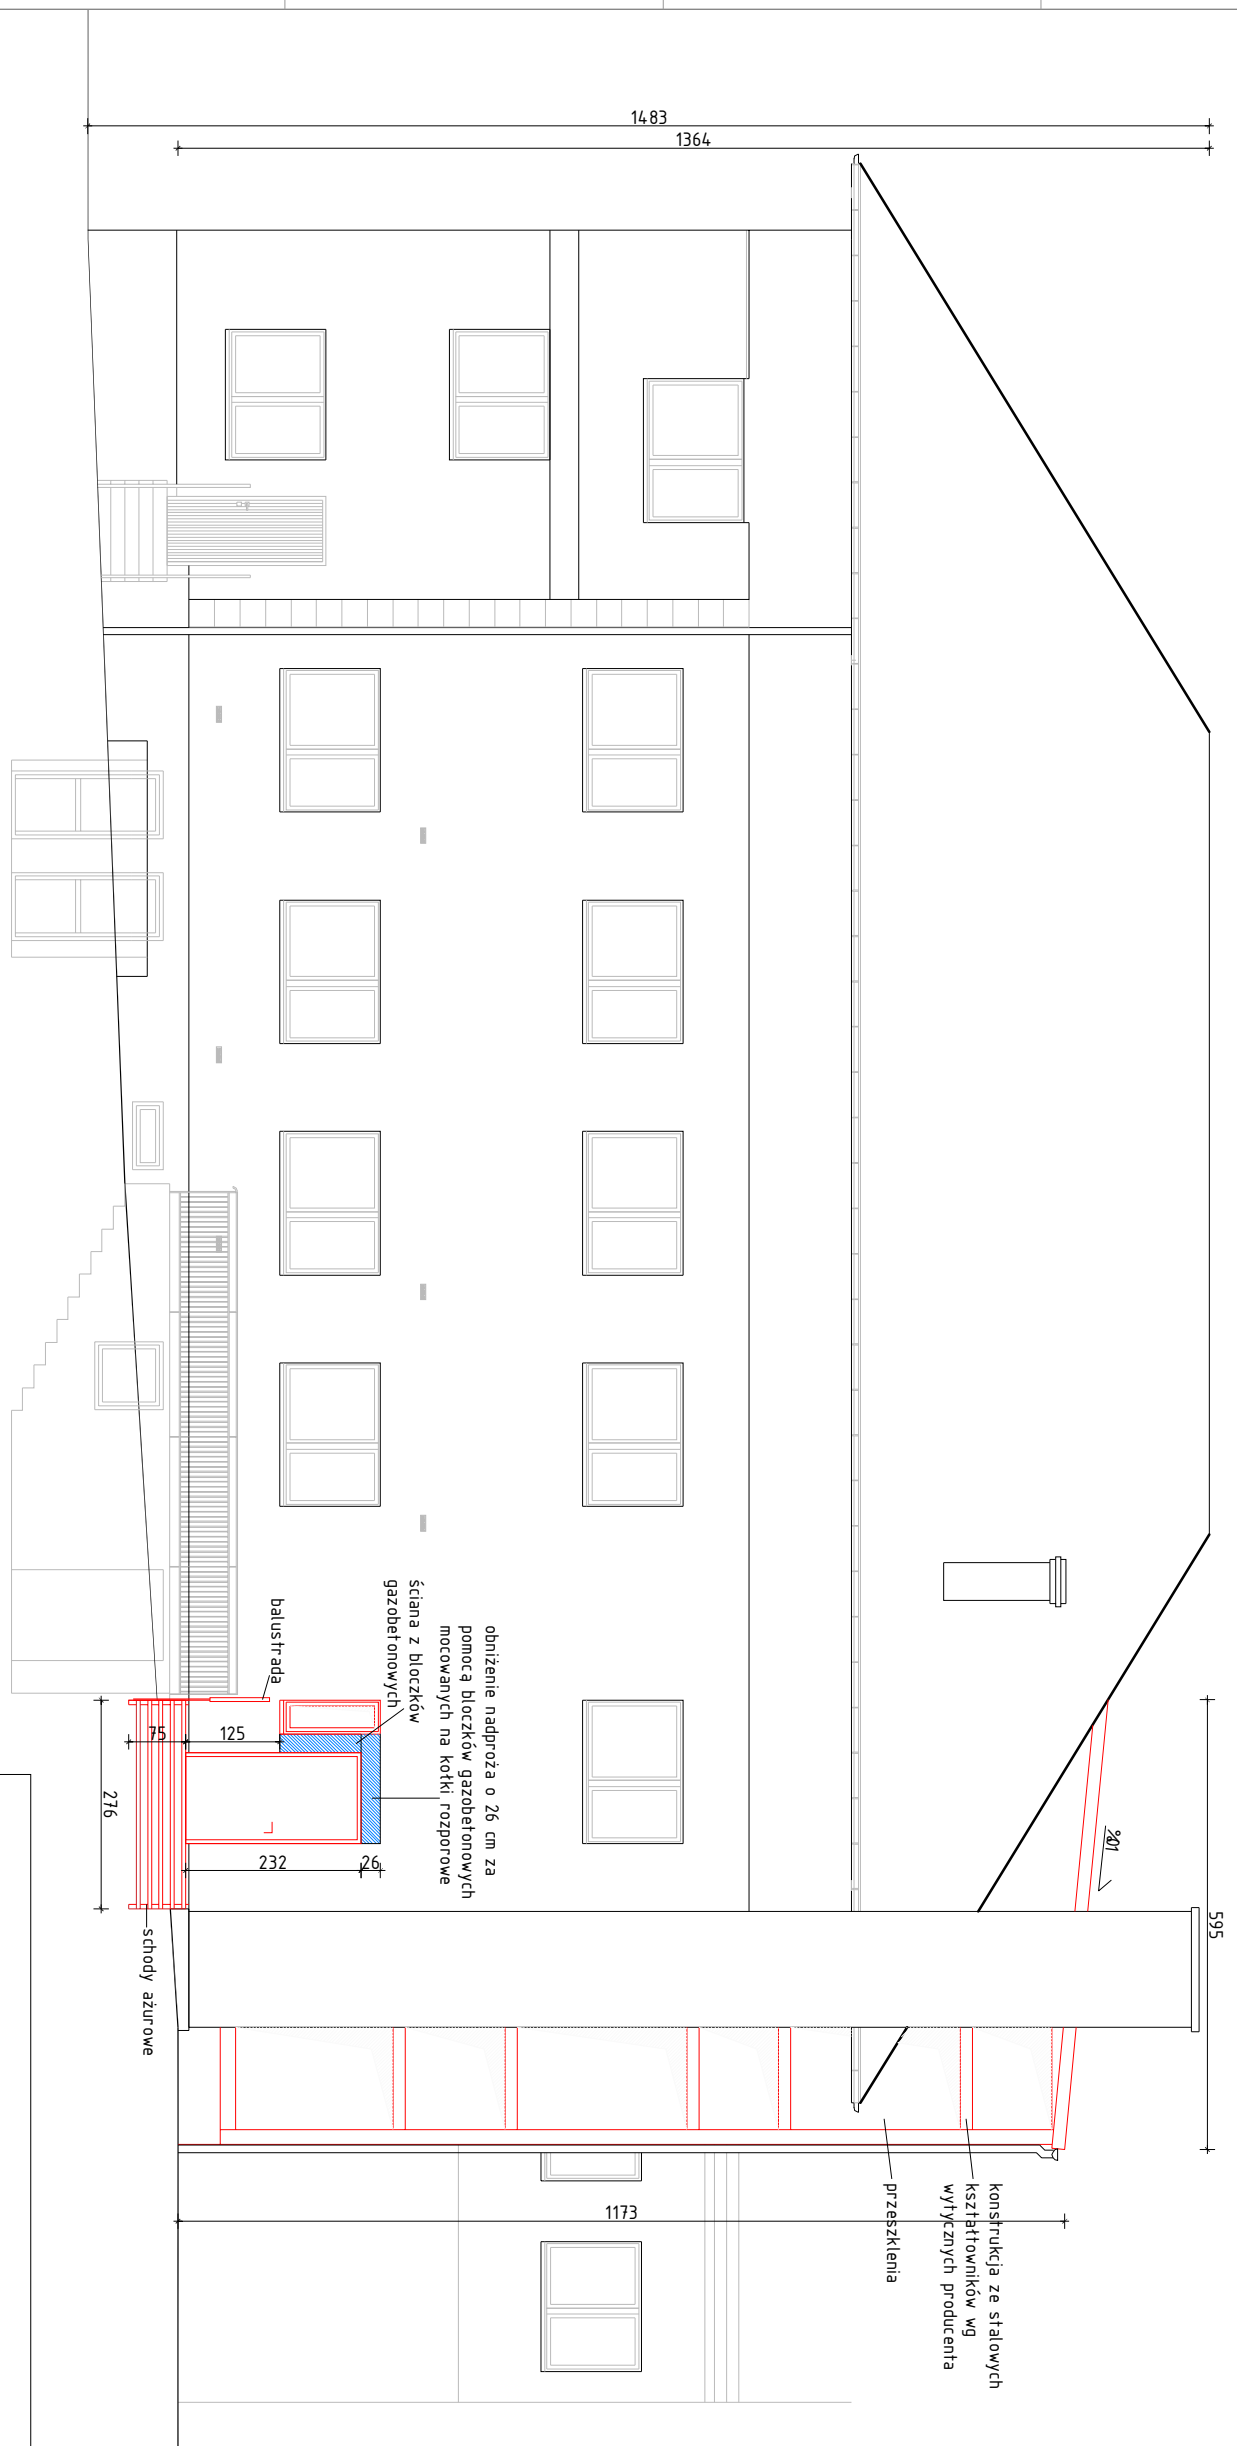 1483
1364
595
10%
obniżenie nadproża o 26 cm za
pomocą bloczków gazobetonowych
mocowanych na kołki rozporowe
ściana z bloczków
gazobetonowych
balustrada
75
125
276
232
26
schody ażurowe
konstrukcja ze stalowych
kształtowników wg
wytycznych producenta
przeszklenia
1173